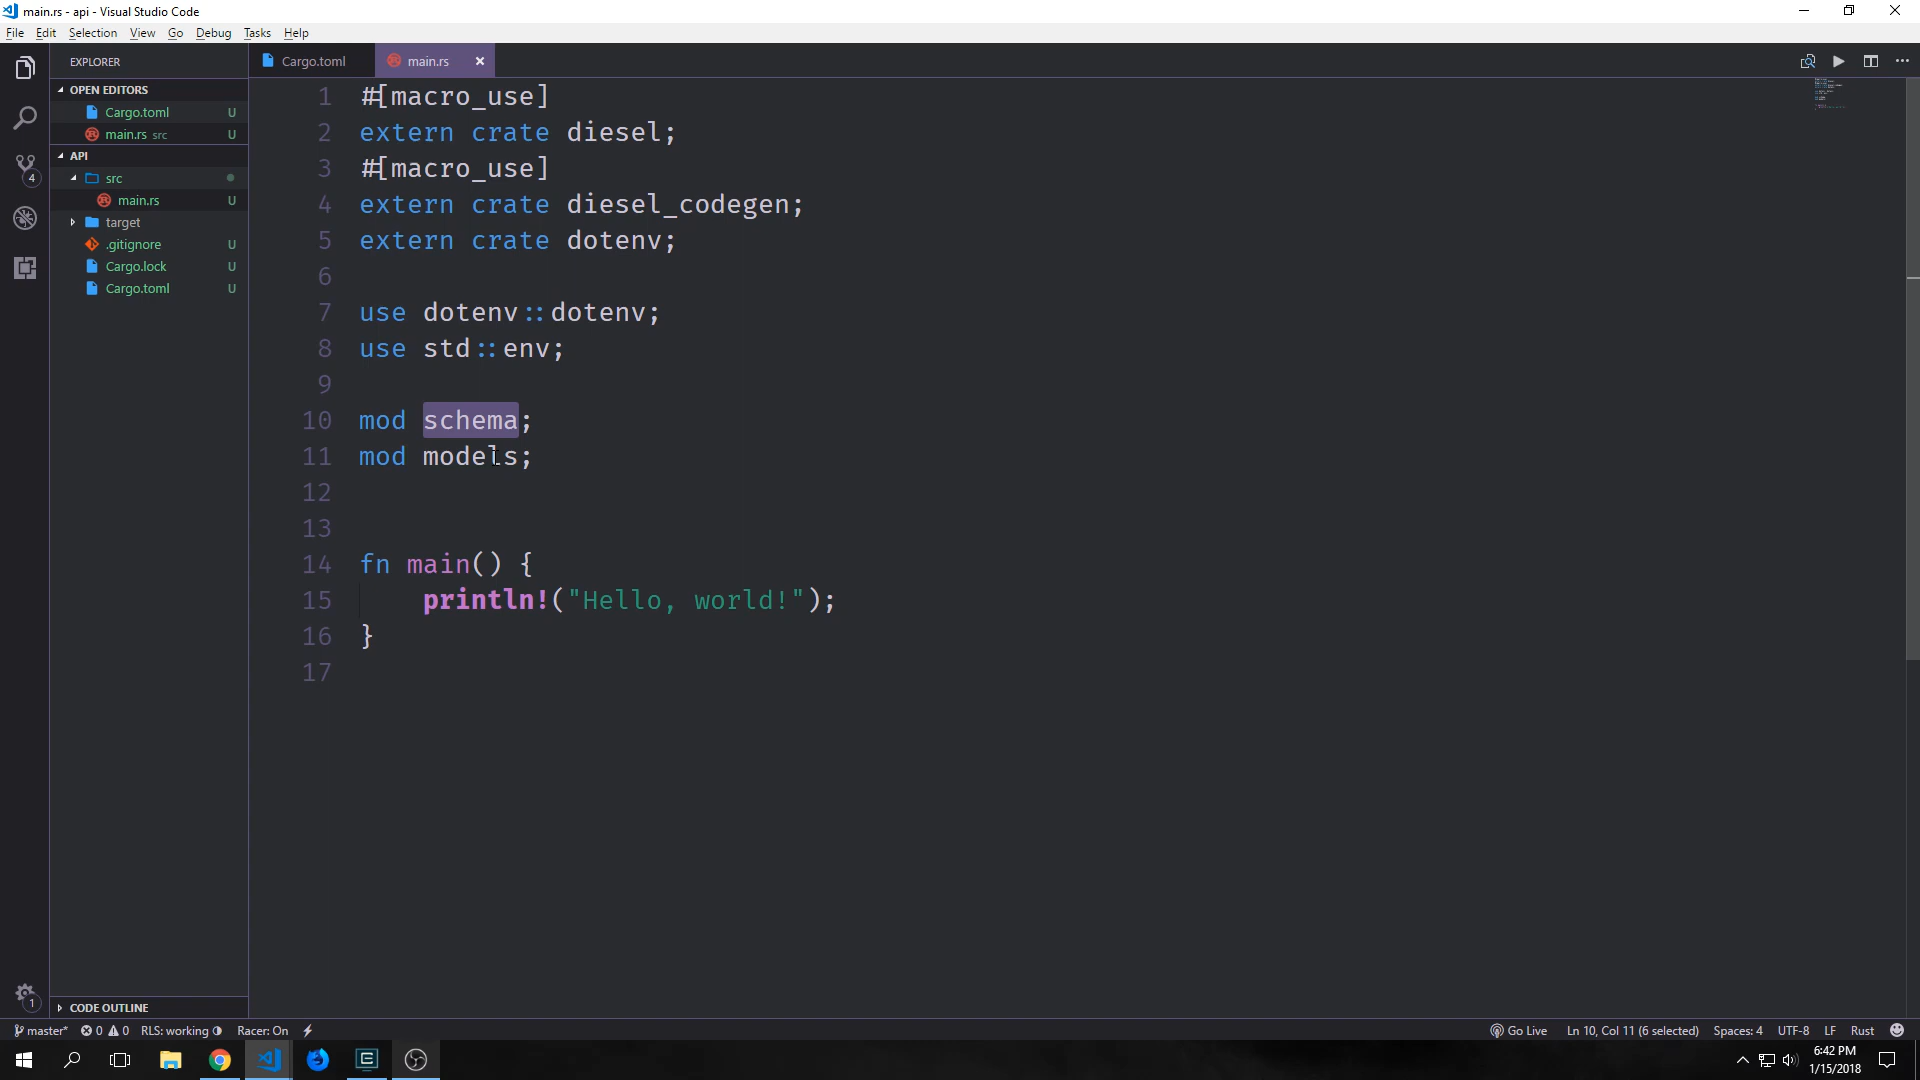 main.rs - api - Visual Studio Code
File Edit Selection View Go Debug Tasks Help
EXPLORER
OPEN EDITORS
Cargo.toml U
main.rs src U
API
src
main.rs U
target
.gitignore U
Cargo.lock U
Cargo.toml U
CODE OUTLINE
4
1
Cargo.toml main.rs
1 #[macro_use]
2 extern crate diesel;
3 #[macro_use]
4 extern crate diesel_codegen;
5 extern crate dotenv;
6
7 use dotenv::dotenv;
8 use std::env;
9
10 mod schema;
11 mod models;
12
13
14 fn main() {
15 println!("Hello, world!");
16 }
17
master* 0 0 RLS: working Racer: On Go Live Ln 10, Col 11 (6 selected) Spaces: 4 UTF-8 LF Rust
6:42 PM
1/15/2018